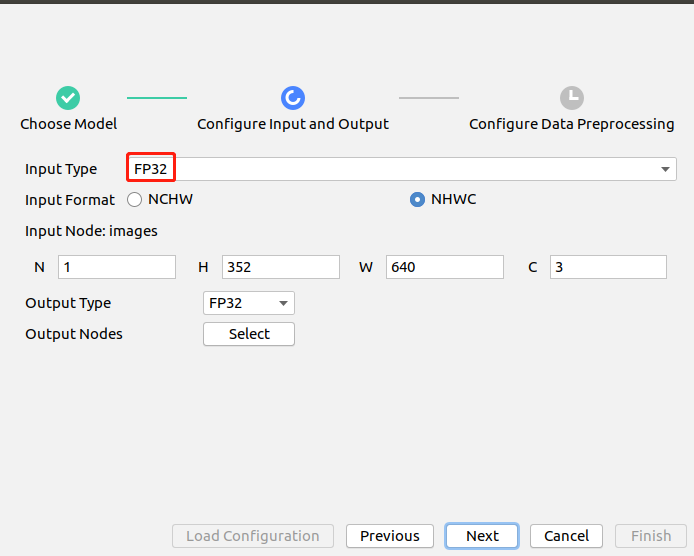 Choose Model Configure Input and Output Configure Data Preprocessing
Input Type FP32
Input Format NCHW NHWC
Input Node: images
N 1 H 352 W 640 C 3
Output Type FP32
Output Nodes Select
Load Configuration Previous Next Cancel Finish